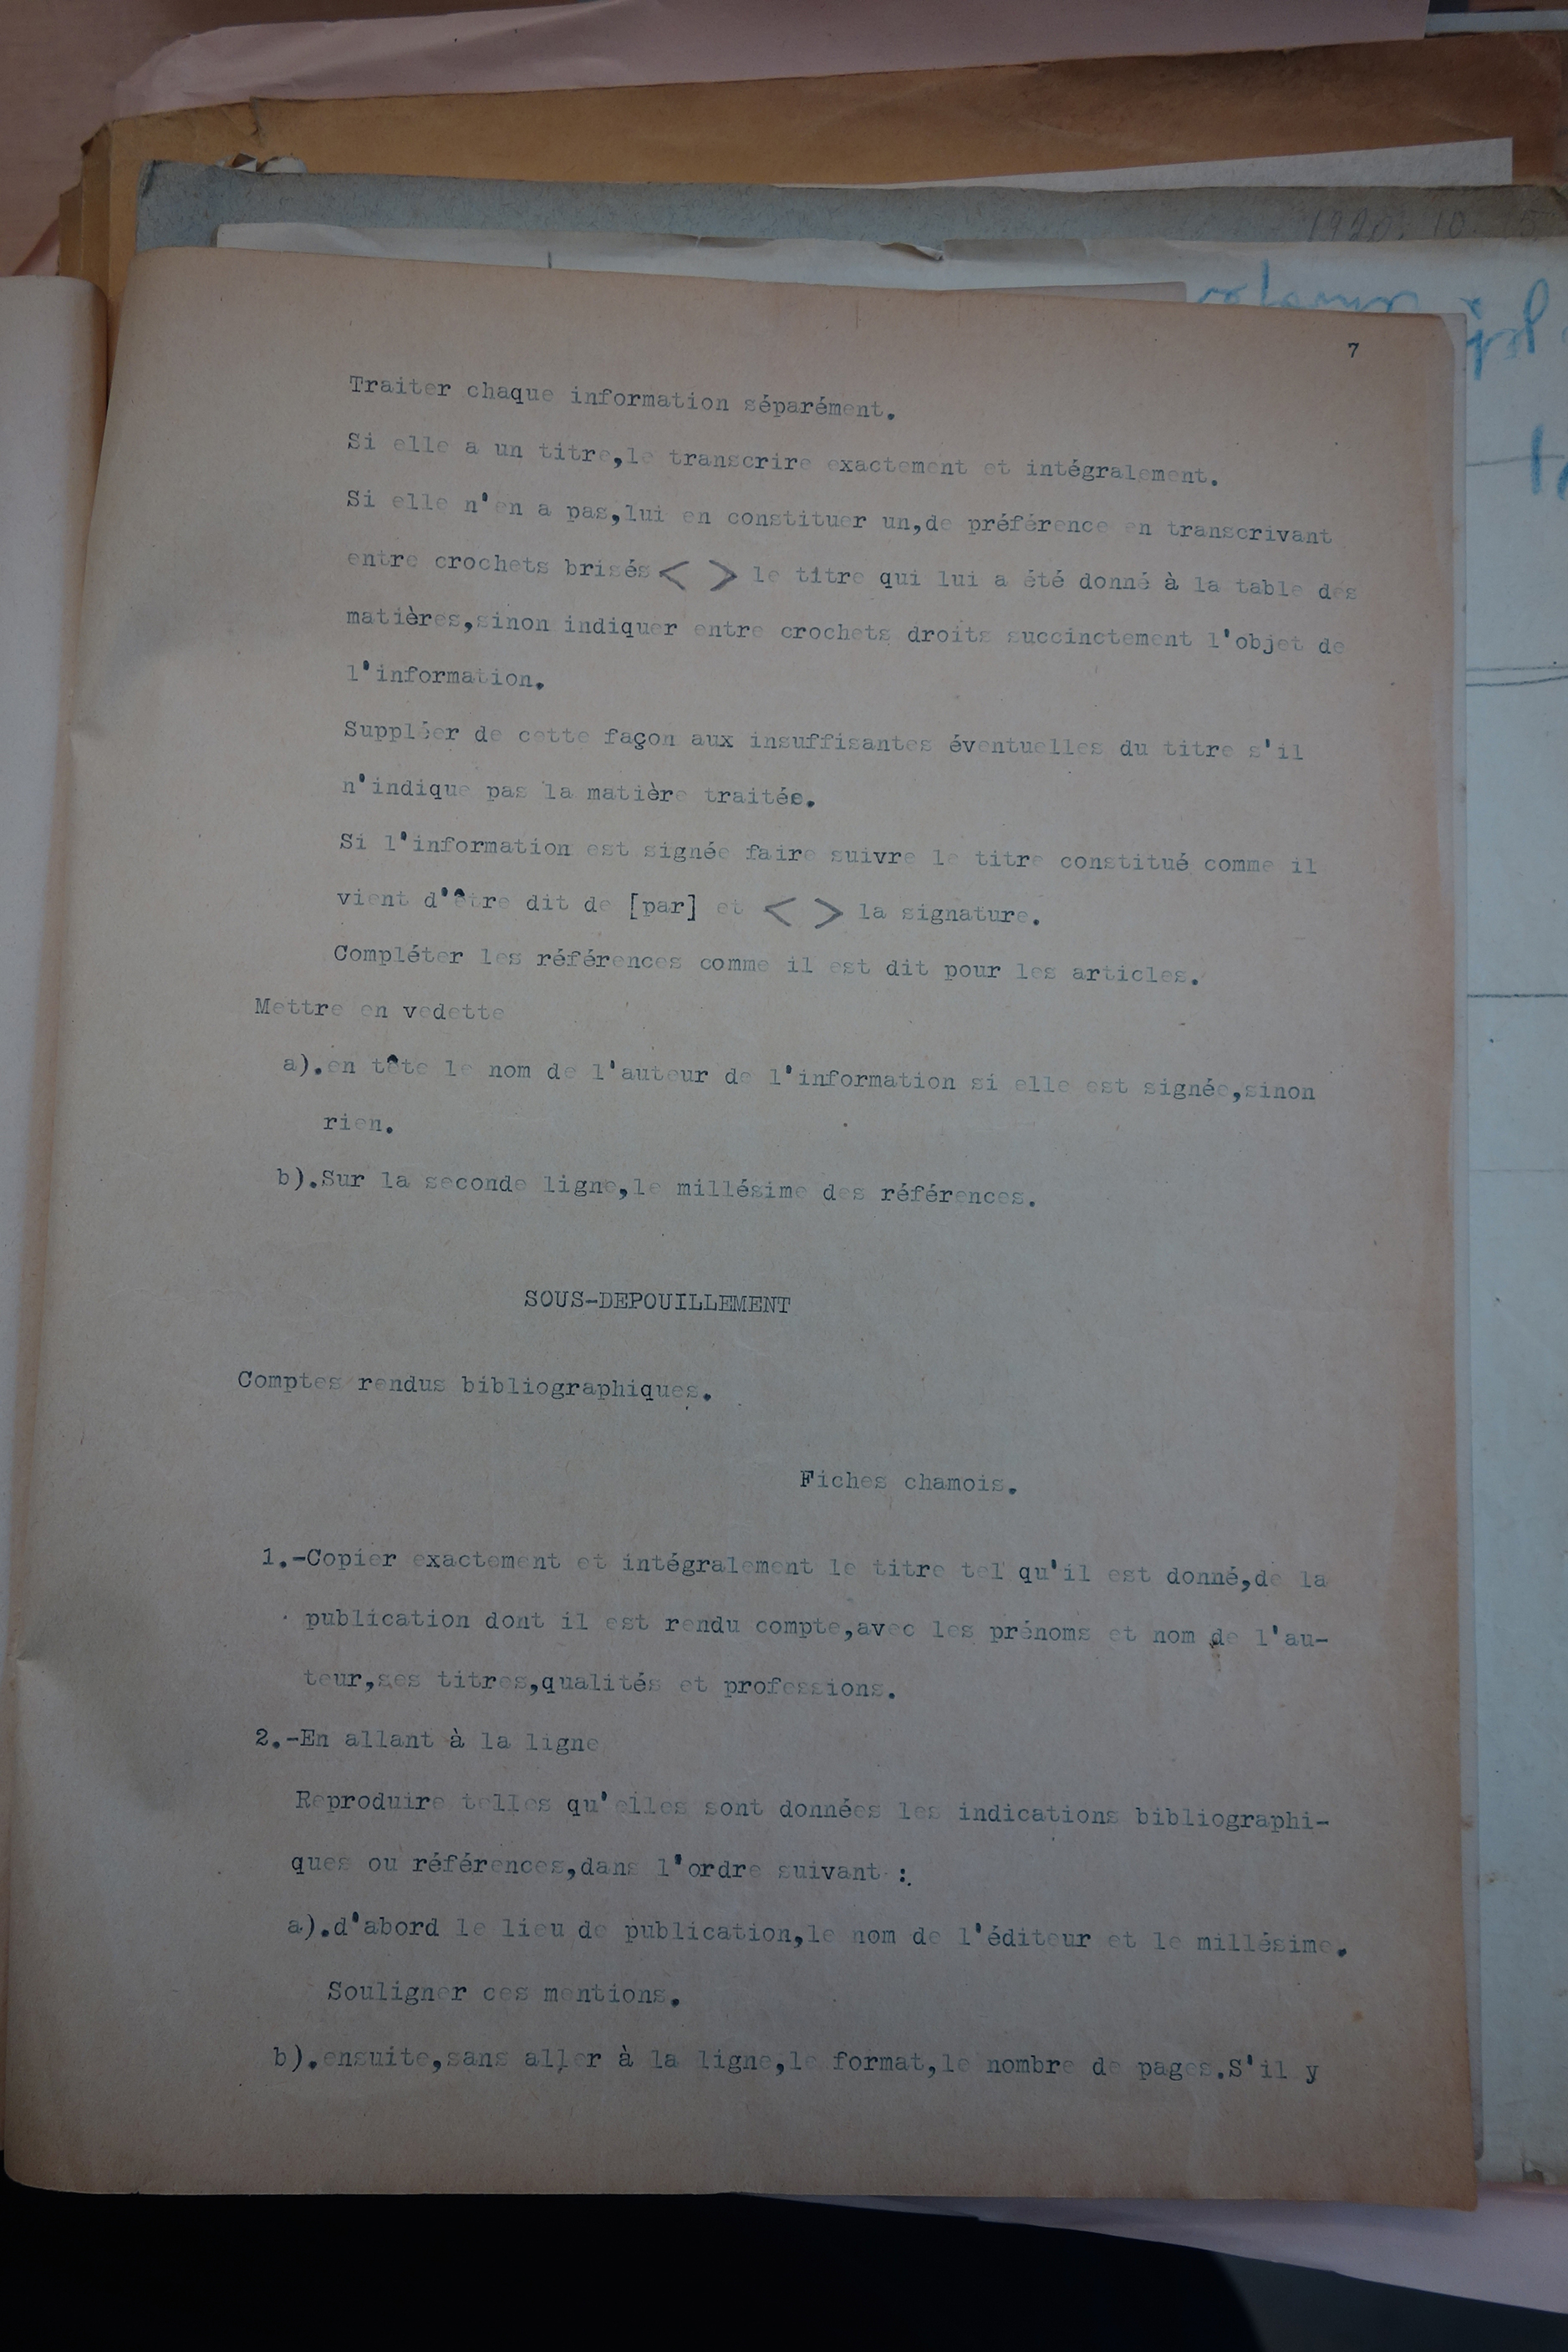 1920. 10. 15
7
Traiter chaque information séparément.
Si elle a un titre,le transcrire exactement et intégralement.
Si elle n'en a pas,lui en constituer un,de préférence en transcrivant
entre crochets brisés < > le titre qui lui a été donné à la table des
matières,sinon indiquer entre crochets droits succinctement l'objet de
l'information.
Suppléer de cette façon aux insuffisantes éventuelles du titre s'il
n'indique pas la matière traitée.
Si l'information est signée faire suivre le titre constitué comme il
vient d'être dit de [par] et < > la signature.
Compléter les références comme il est dit pour les articles.
Mettre en vedette
a).en tête le nom de l'auteur de l'information si elle est signée,sinon
rien.
b).Sur la seconde ligne,le millésime des références.
SOUS-DEPOUILLEMENT
Comptes rendus bibliographiques.
Fiches chamois.
1.-Copier exactement et intégralement le titre tel qu'il est donné,de la
publication dont il est rendu compte,avec les prénoms et nom de l'au-
teur,ses titres,qualités et professions.
2.-En allant à la ligne
Reproduire telles qu'elles sont données les indications bibliographi-
ques ou références,dans l'ordre suivant :
a).d'abord le lieu de publication,le nom de l'éditeur et le millésime.
Souligner ces mentions.
b).ensuite,sans aller à la ligne,le format,le nombre de pages.S'il y